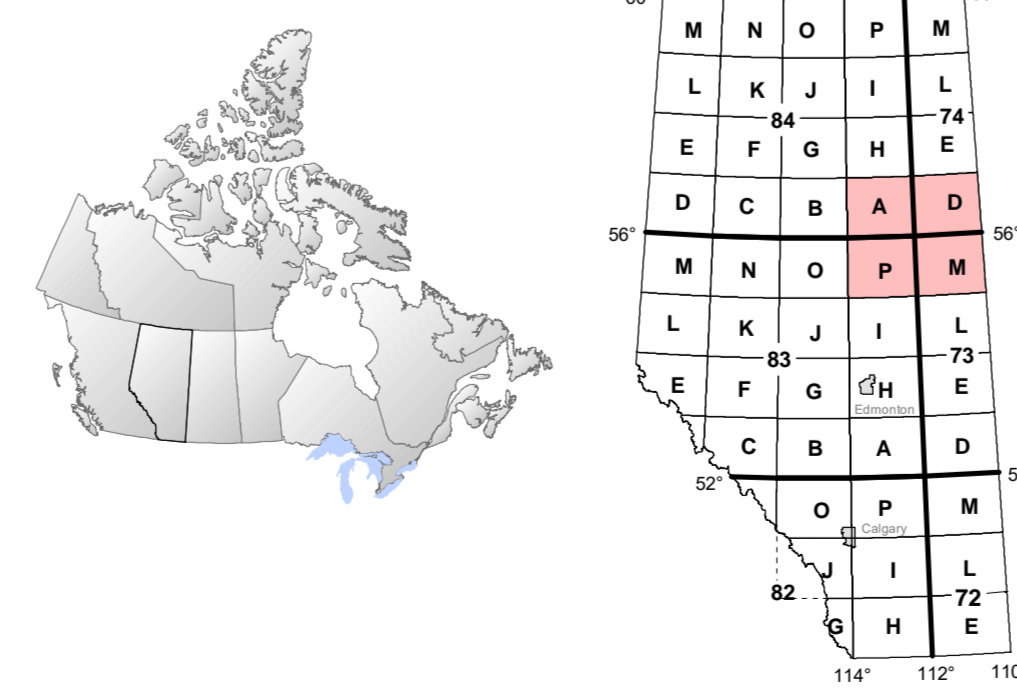 M N O P M
L K J I L
84 74
E F G H E
D C B A D
56° 56°
M N O P M
L K J I L
83 73
E F G H E
Edmonton
C B A D
52°
O P M
Calgary
J I L
82 72
G H E
114° 112°